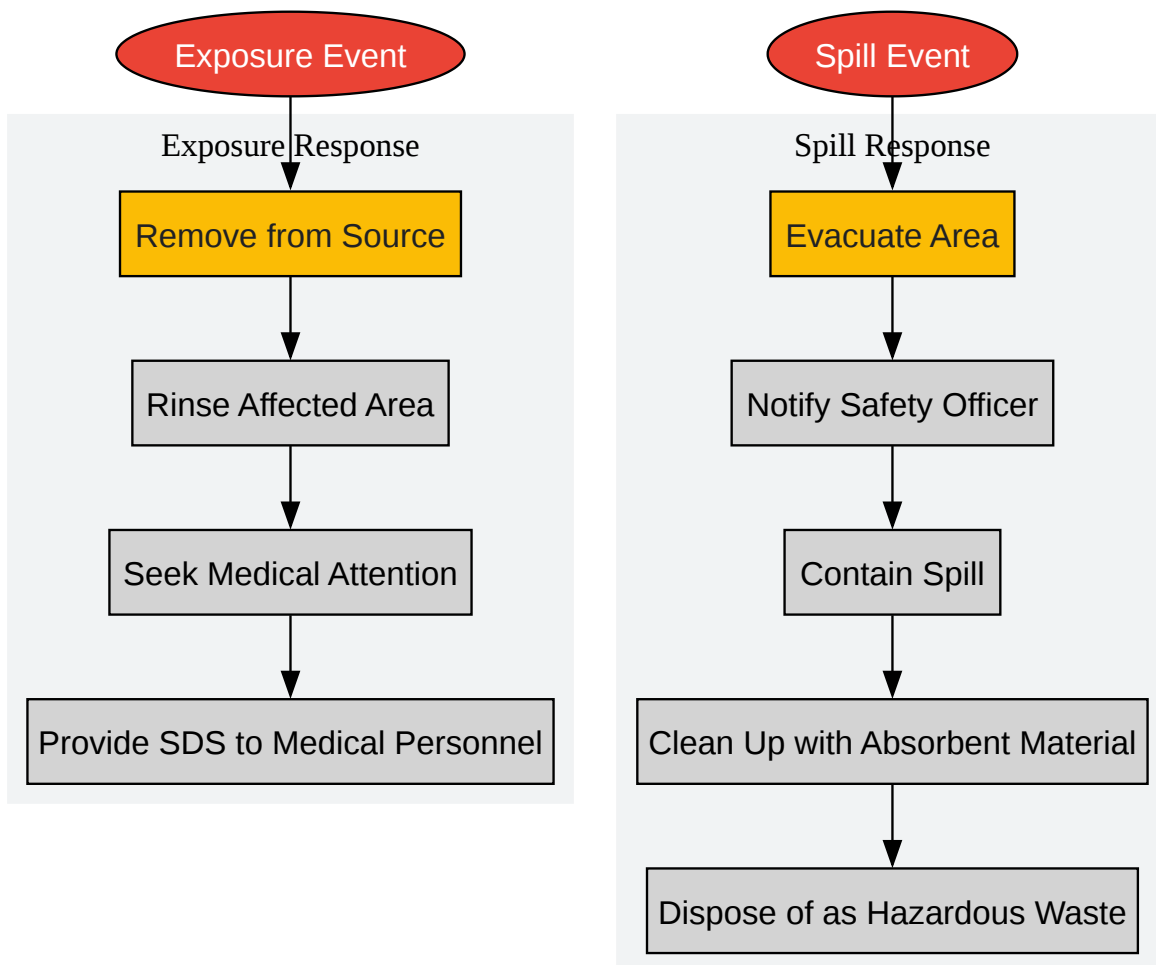 Exposure Event
Exposure Response
Remove from Source
Rinse Affected Area
Seek Medical Attention
Provide SDS to Medical Personnel
Spill Event
Spill Response
Evacuate Area
Notify Safety Officer
Contain Spill
Clean Up with Absorbent Material
Dispose of as Hazardous Waste